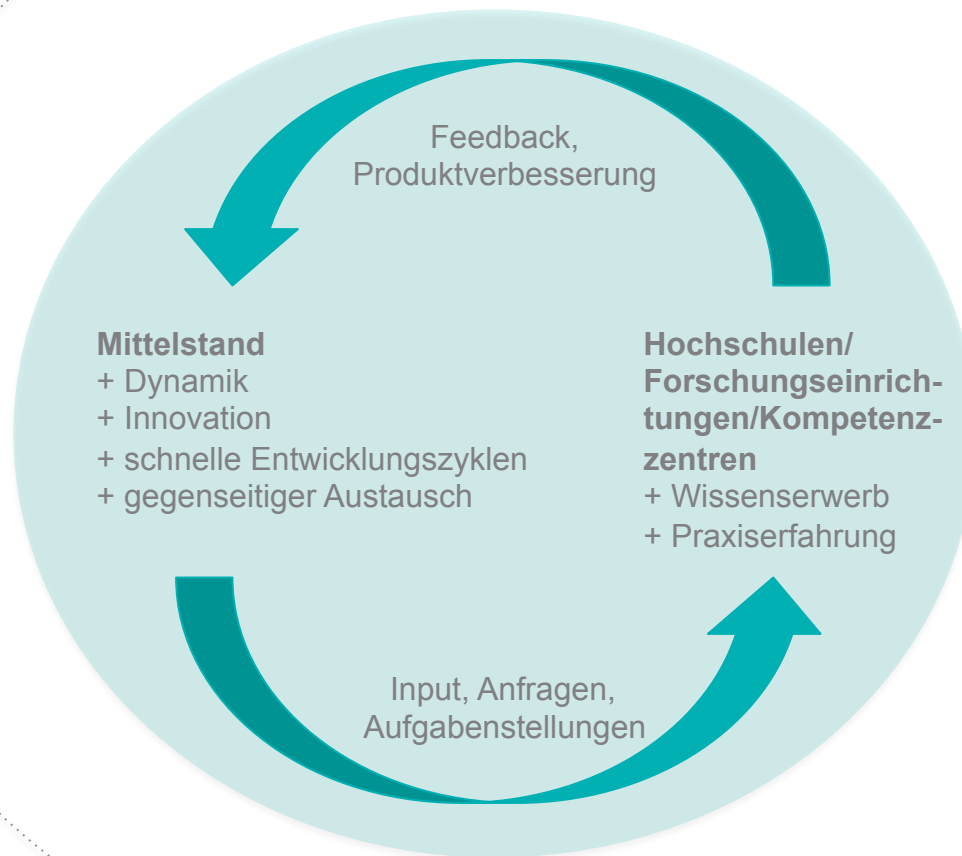 Feedback,
Produktverbesserung
Mittelstand
+ Dynamik
+ Innovation
+ schnelle Entwicklungszyklen
+ gegenseitiger Austausch
Hochschulen/
Forschungseinrich-
tungen/Kompetenz-
zentren
+ Wissenserwerb
+ Praxiserfahrung
Input, Anfragen,
Aufgabenstellungen